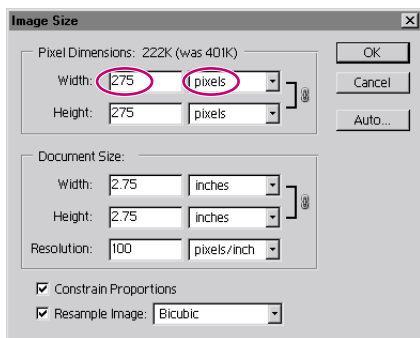 Image Size
Pixel Dimensions: 222K (was 401K)
Width: 275 pixels
Height: 275 pixels
OK
Cancel
Auto...
Document Size:
Width: 2.75 inches
Height: 2.75 inches
Resolution: 100 pixels/inch
Constrain Proportions
Resample Image: Bicubic